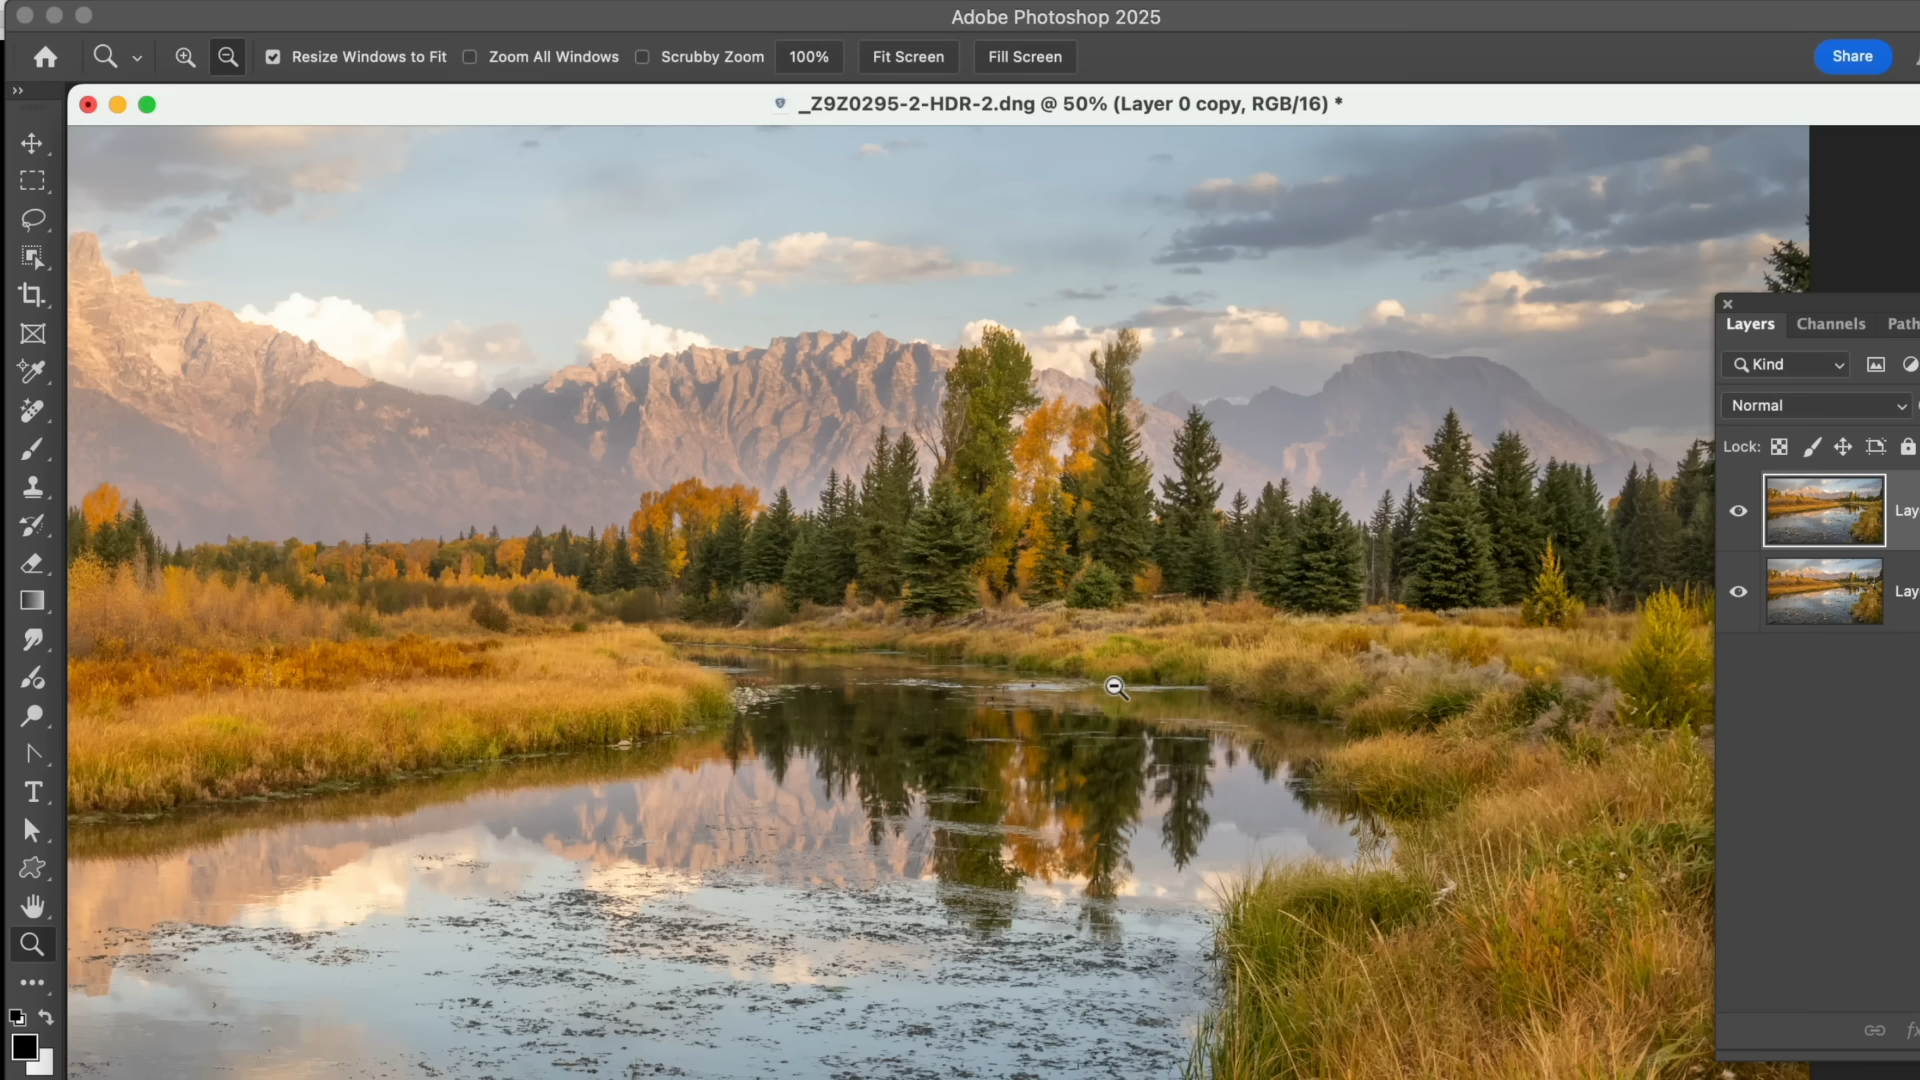 Adobe Photoshop 2025
Resize Windows to Fit Zoom All Windows Scrubby Zoom 100% Fit Screen Fill Screen Share
_Z9Z0295-2-HDR-2.dng @ 50% (Layer 0 copy, RGB/16) *
Layers Channels Path
Kind
Normal
Lock:
Lay
Lay
fx